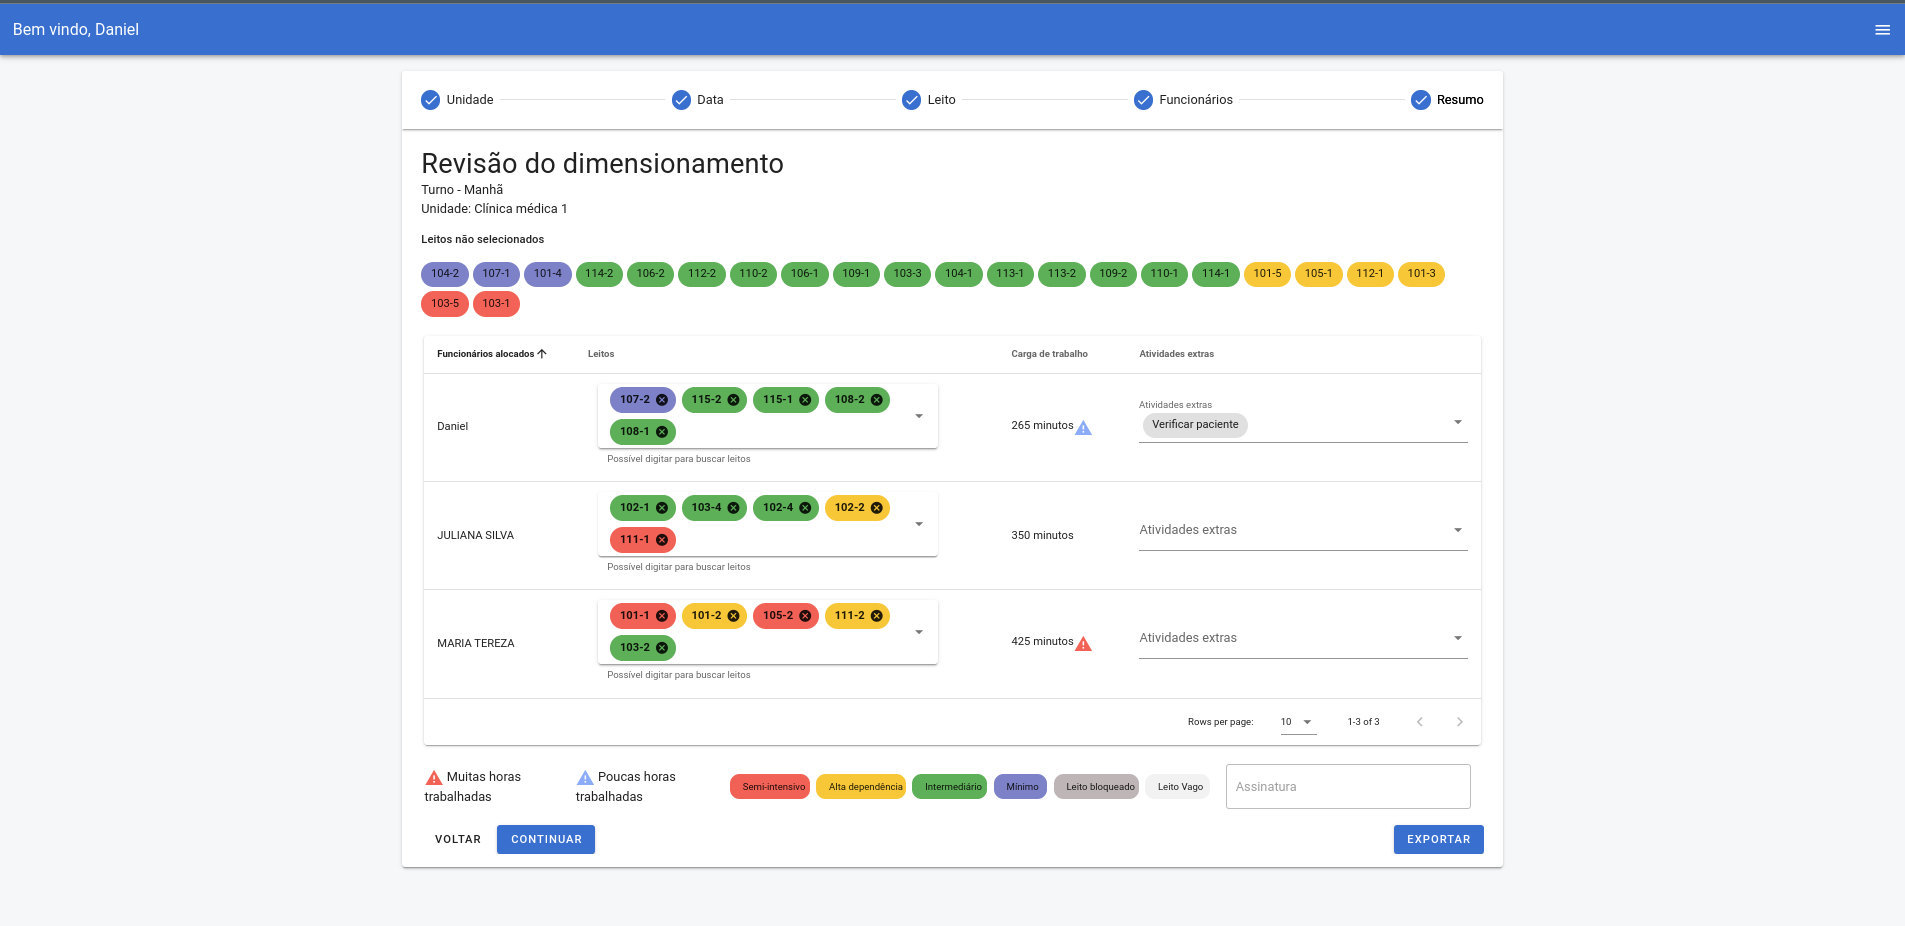 Bem vindo, Daniel
Unidade Data Leito Funcionários Resumo
Revisão do dimensionamento
Turno - Manhã
Unidade: Clínica médica 1
Leitos não selecionados
104-2 107-1 101-4 114-2 106-2 112-2 110-2 106-1 109-1 103-3 104-1 113-1 113-2 109-2 110-1 114-1 101-5 105-1 112-1 101-3
103-5 103-1
Funcionários alocados Leitos Carga de trabalho Atividades extras
Daniel
107-2 115-2 115-1 108-2
108-1
Possível digitar para buscar leitos
265 minutos
Atividades extras
Verificar paciente
JULIANA SILVA
102-1 103-4 102-4 102-2
111-1
Possível digitar para buscar leitos
350 minutos
Atividades extras
MARIA TEREZA
101-1 101-2 105-2 111-2
103-2
Possível digitar para buscar leitos
425 minutos
Atividades extras
Rows per page: 10 1-3 of 3
Muitas horas
trabalhadas
Poucas horas
trabalhadas
Semi-intensivo Alta dependência Intermediário Mínimo Leito bloqueado Leito Vago
Assinatura
VOLTAR CONTINUAR EXPORTAR